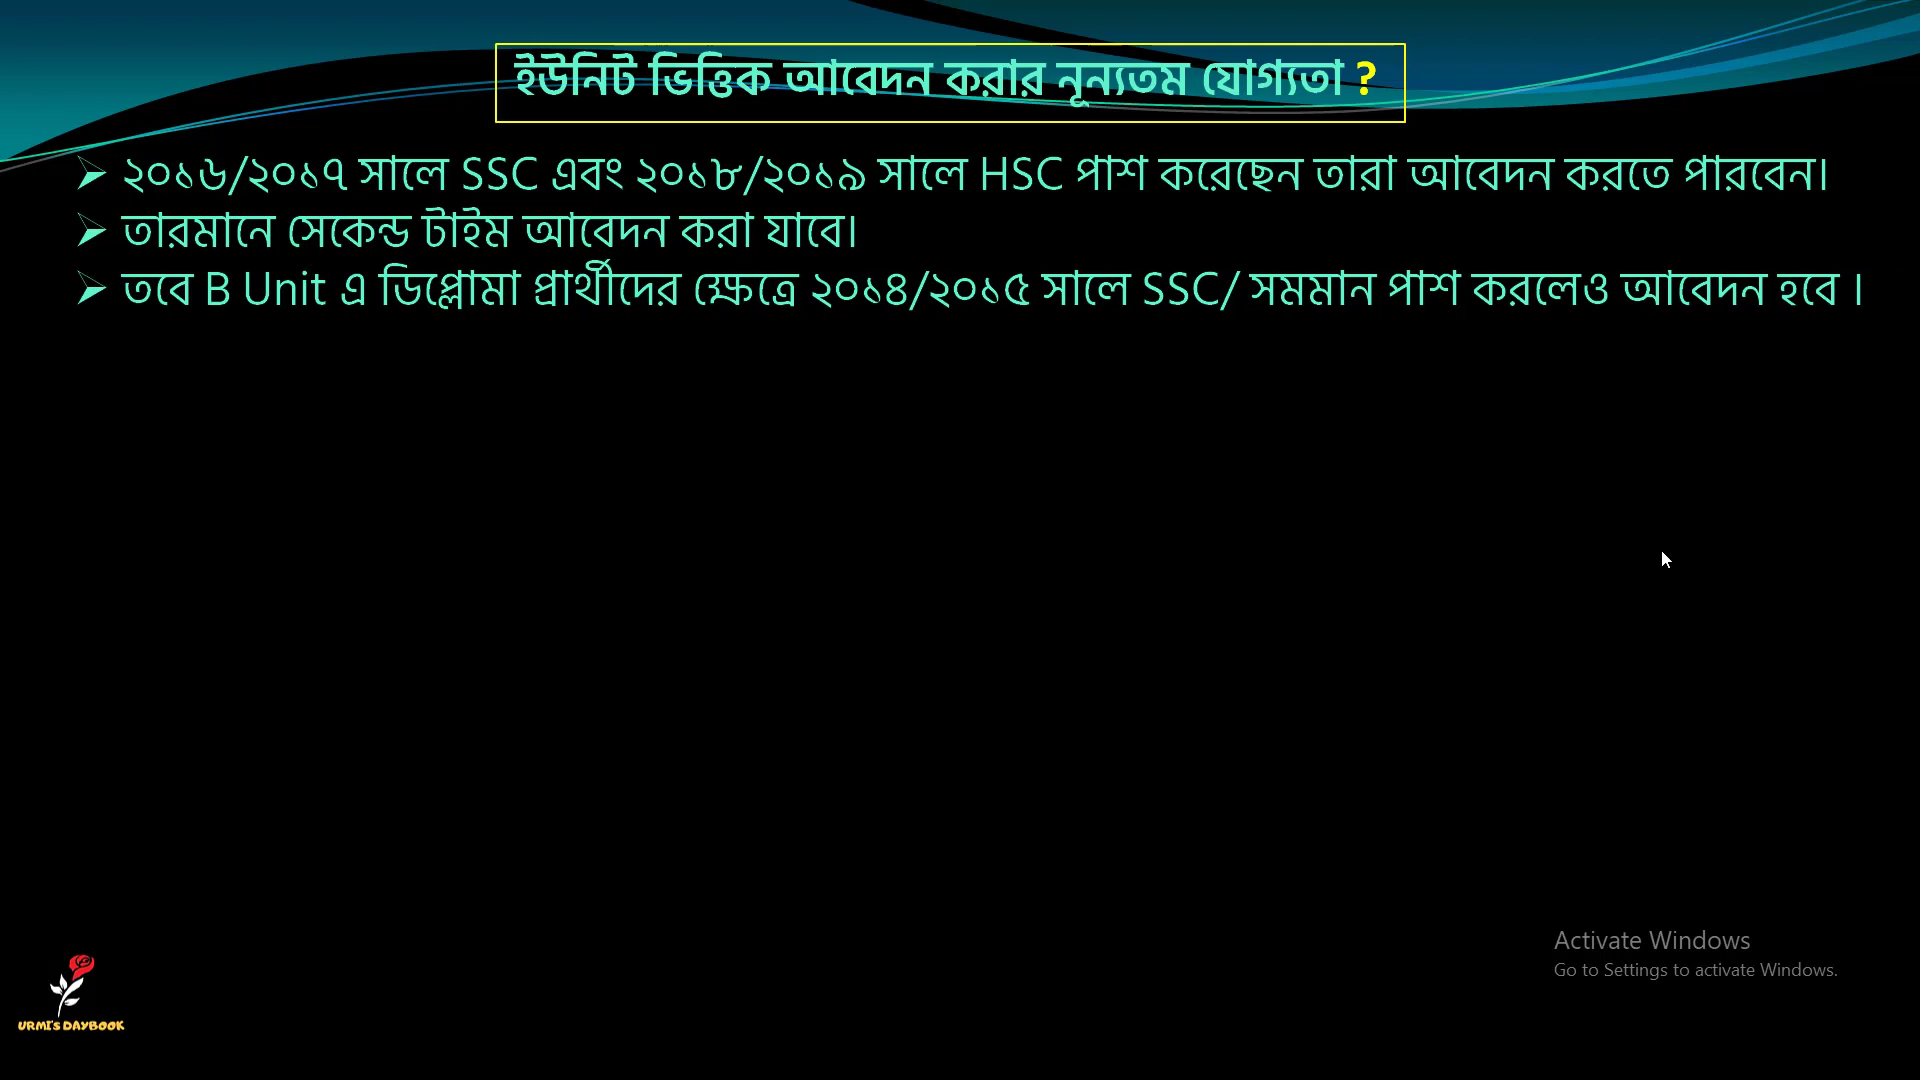 ইউনিট ভিত্তিক আবেদন করার নূন্যতম যোগ্যতা ?
➢ ২০১৬/২০১৭ সালে SSC এবং ২০১৮/২০১৯ সালে HSC পাশ করেছেন তারা আবেদন করতে পারবেন।
➢ তারমানে সেকেন্ড টাইম আবেদন করা যাবে।
➢ তবে B Unit এ ডিপ্লোমা প্রার্থীদের ক্ষেত্রে ২০১৪/২০১৫ সালে SSC/ সমমান পাশ করলেও আবেদন হবে ।
Activate Windows
Go to Settings to activate Windows.
URMI'S DAYBOOK